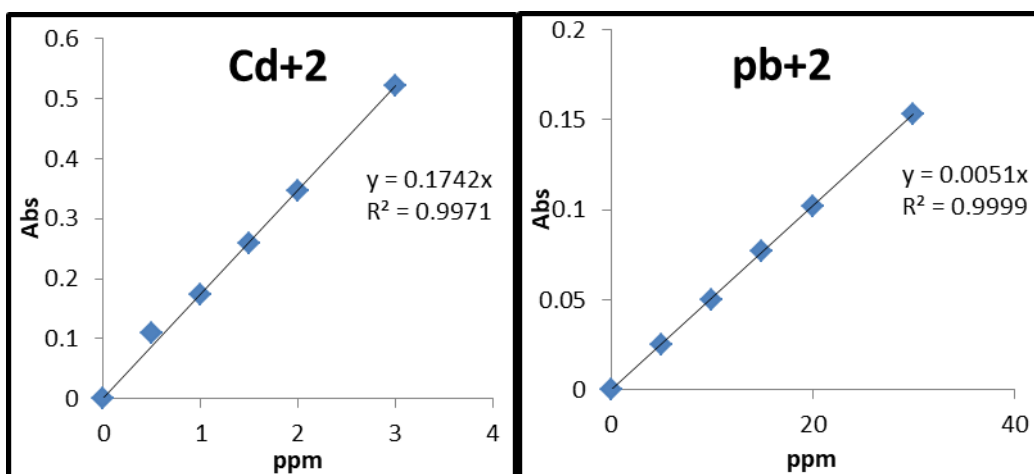 Cd+2
0.6
0.5
0.4
0.3
0.2
0.1
0
Abs
y = 0.1742x
R² = 0.9971
0
1
2
3
4
ppm
pb+2
0.2
0.15
0.1
0.05
0
Abs
y = 0.0051x
R² = 0.9999
0
20
40
ppm